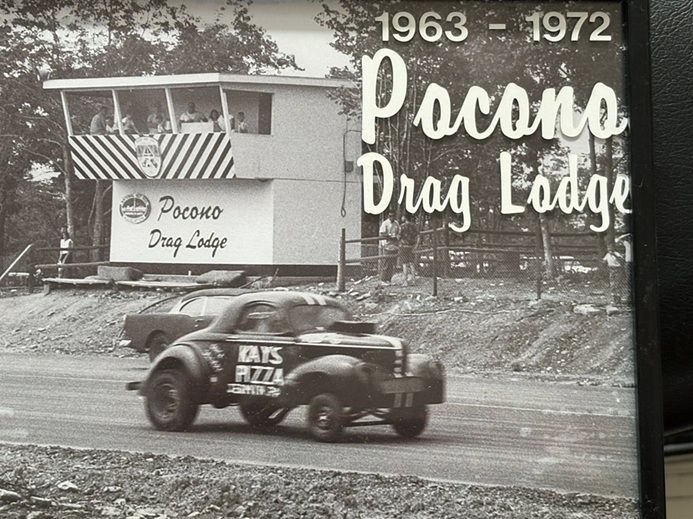 1963 - 1972
Pocono
Drag Lodge
Pocono
Drag Lodge
KAYS
PIZZA